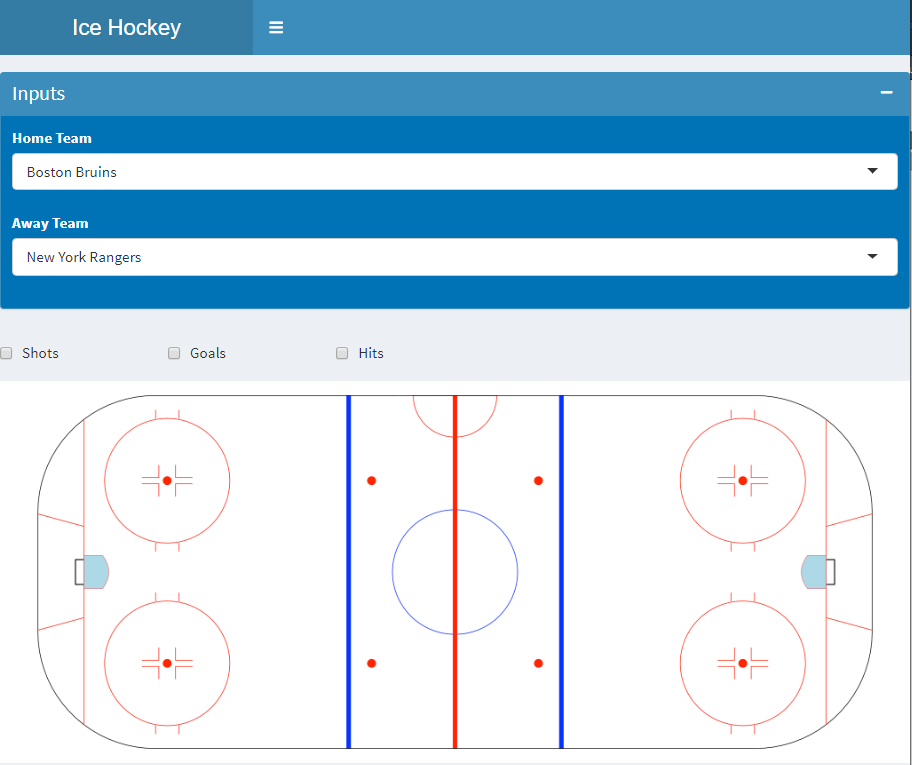 Ice Hockey
Inputs
Home Team
Boston Bruins
Away Team
New York Rangers
Shots Goals Hits